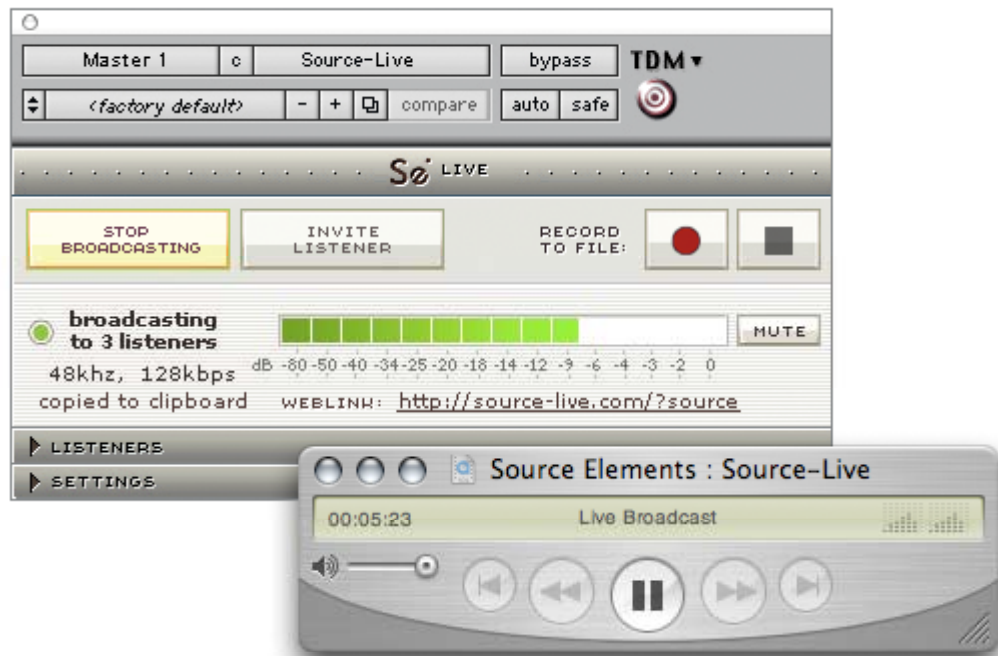 Master 1 c Source-Live bypass TDM
<factory default> - + compare auto safe
Se LIVE
STOP
BROADCASTING
INVITE
LISTENER
RECORD
TO FILE:
broadcasting
to 3 listeners
MUTE
48khz, 128kbps
dB -80 -50 -40 -34 -25 -20 -18 -14 -12 -9 -6 -4 -3 -2 0
copied to clipboard WEBLINK: http://source-live.com/?source
LISTENERS
SETTINGS
Source Elements : Source-Live
00:05:23 Live Broadcast